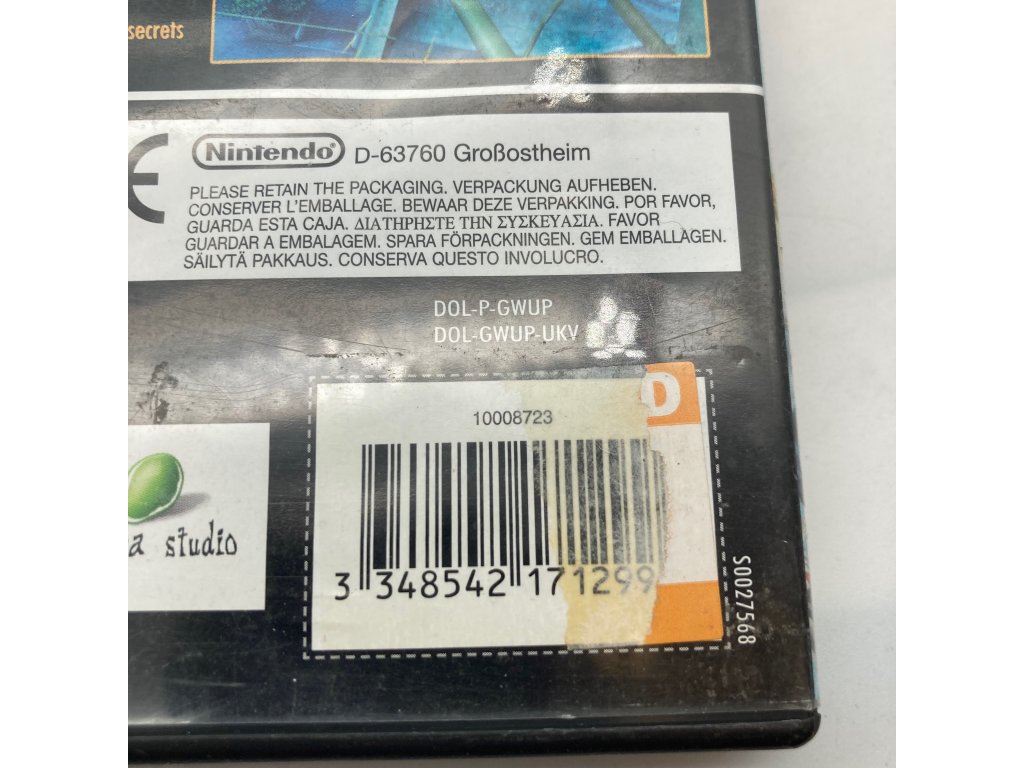 secrets
CE
Nintendo® D-63760 Großostheim
PLEASE RETAIN THE PACKAGING. VERPACKUNG AUFHEBEN.
CONSERVER L'EMBALLAGE. BEWAAR DEZE VERPAKKING. POR FAVOR,
GUARDA ESTA CAJA. ΔΙΑΤΗΡΗΣΤΕ ΤΗΝ ΣΥΣΚΕΥΑΣΙΑ. FAVOR
GUARDAR A EMBALAGEM. SPARA FÖRPACKNINGEN. GEM EMBALLAGEN.
SÄILYTÄ PAKKAUS. CONSERVA QUESTO INVOLUCRO.
DOL-P-GWUP
DOL-GWUP-UKV
D
10008723
3 348542 171299
a studio
S0027568